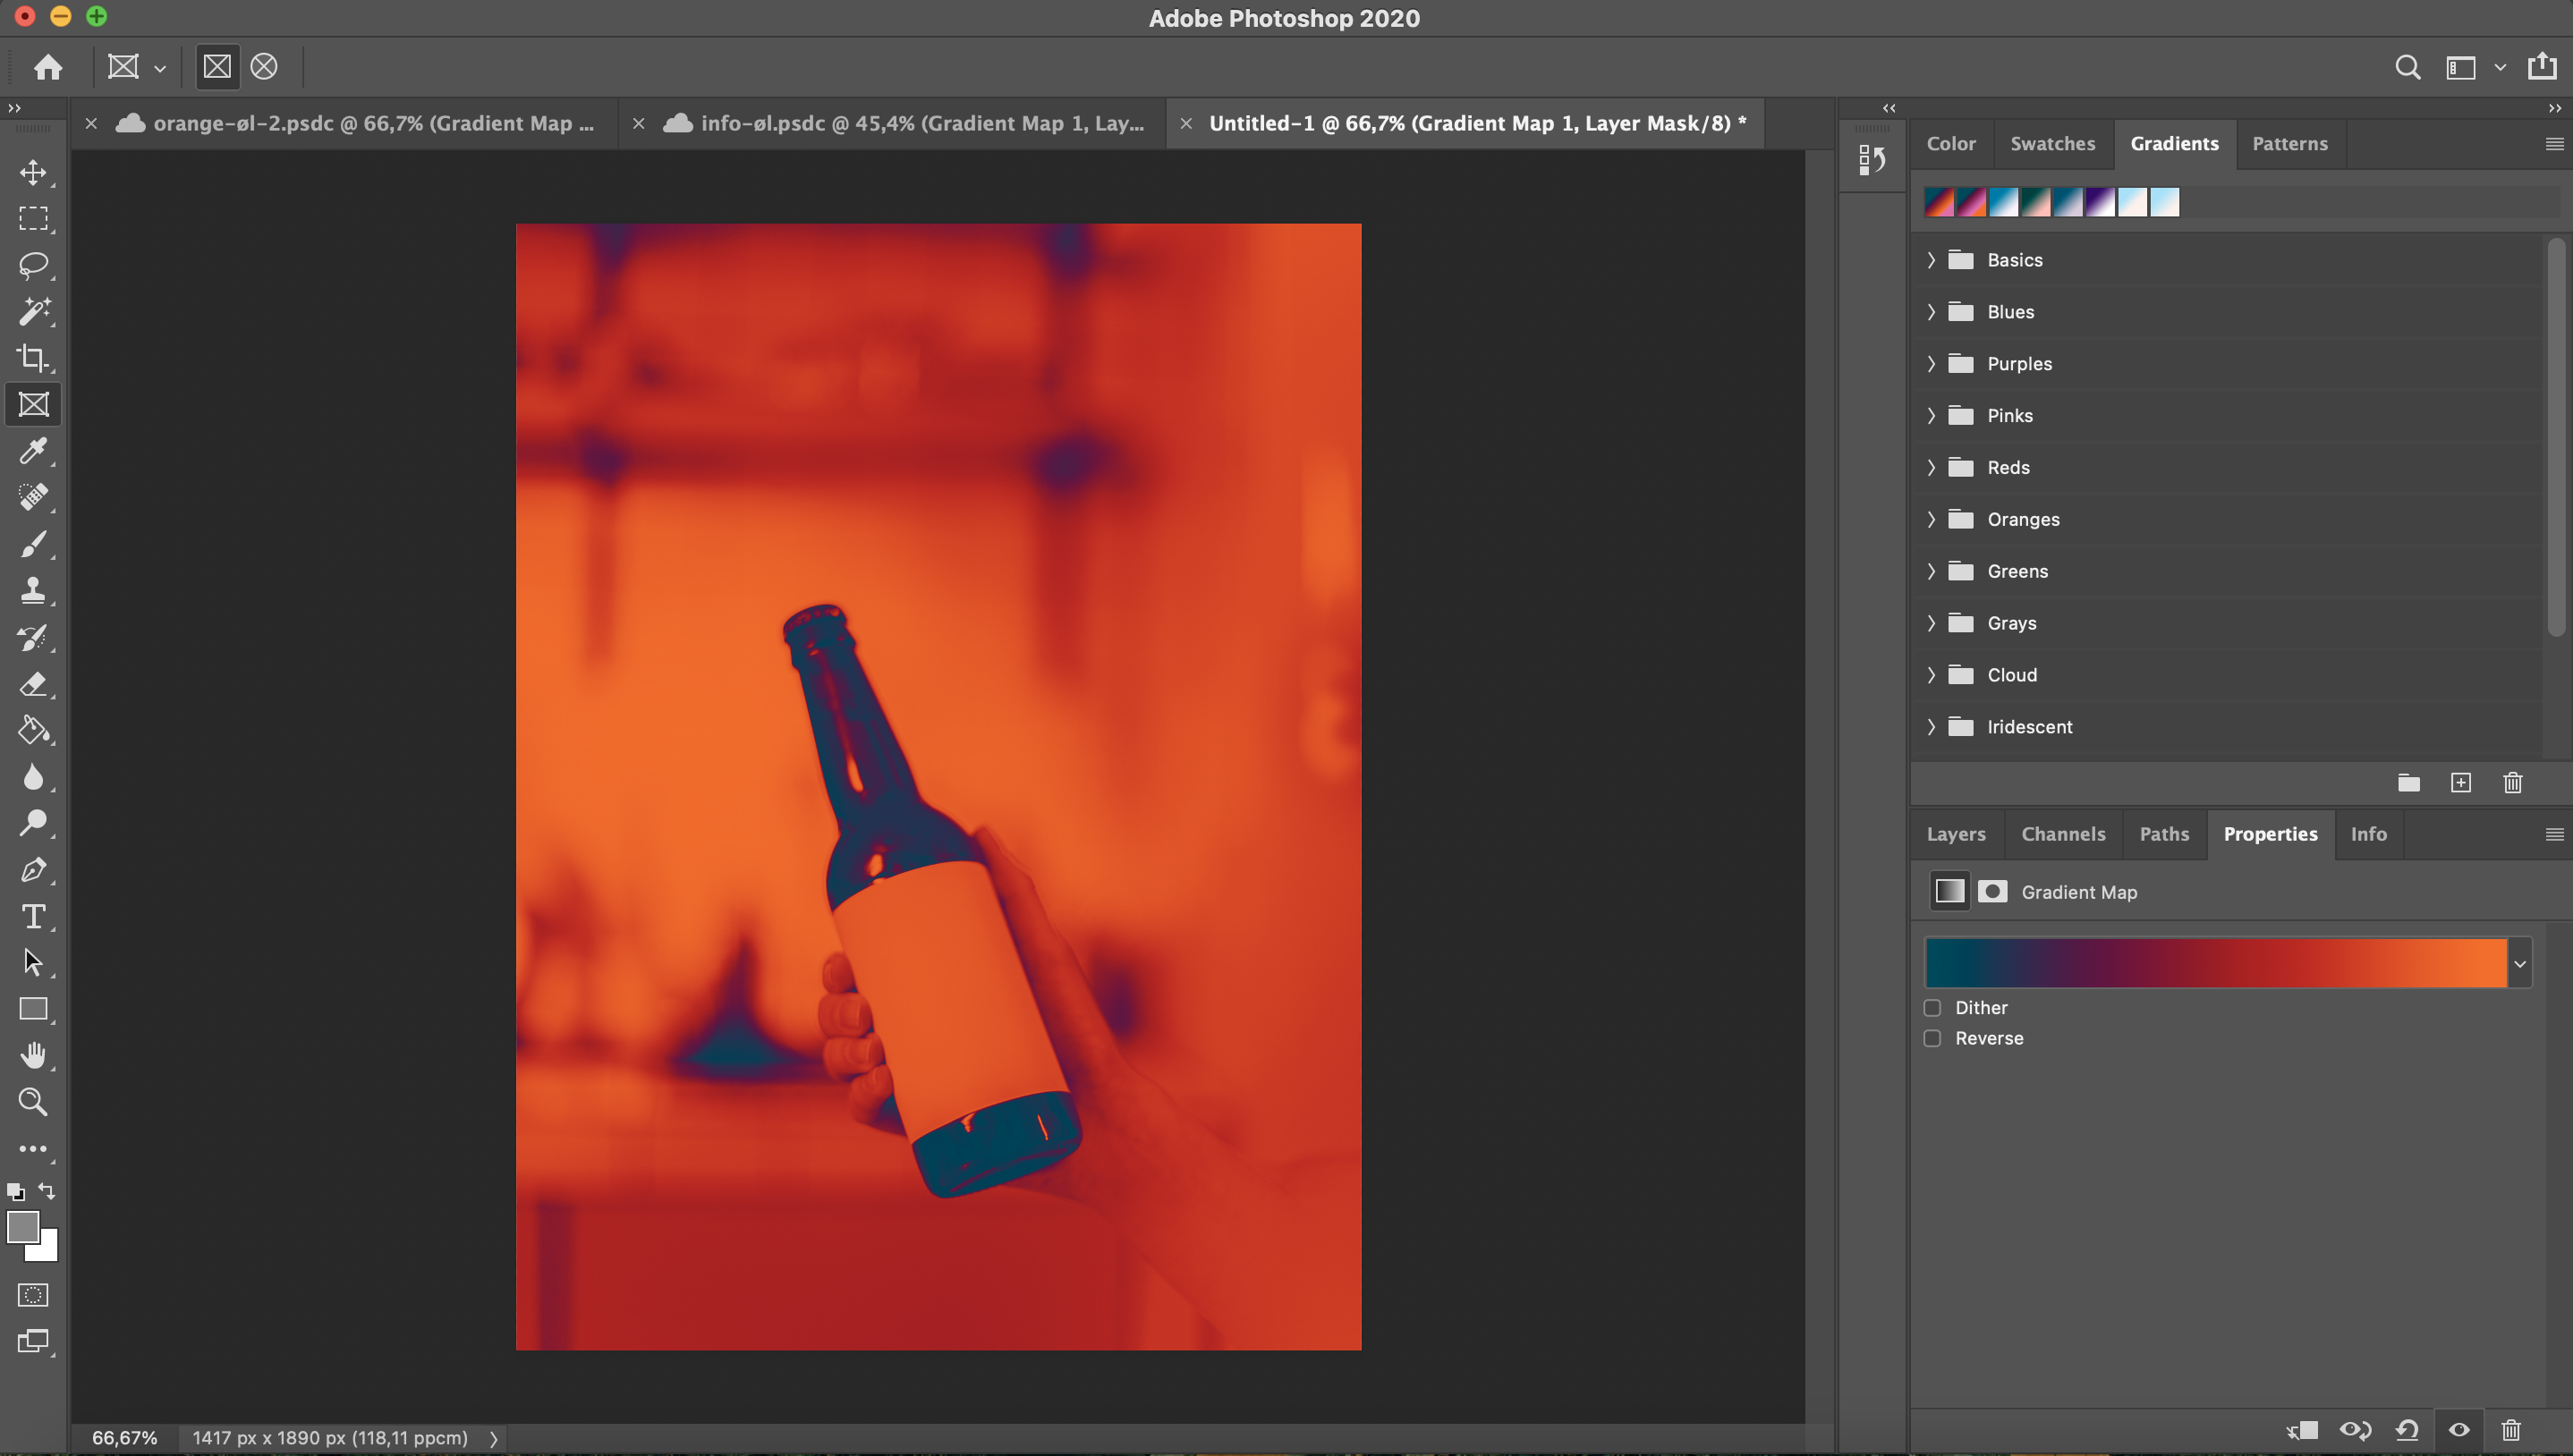 Adobe Photoshop 2020
orange-øl-2.psdc @ 66,7% (Gradient Map ...
info-øl.psdc @ 45,4% (Gradient Map 1, Lay...
Untitled-1 @ 66,7% (Gradient Map 1, Layer Mask/8) *
Color
Swatches
Gradients
Patterns
Basics
Blues
Purples
Pinks
Reds
Oranges
Greens
Grays
Cloud
Iridescent
Layers
Channels
Paths
Properties
Info
Gradient Map
Dither
Reverse
66,67%
1417 px x 1890 px (118,11 ppcm)